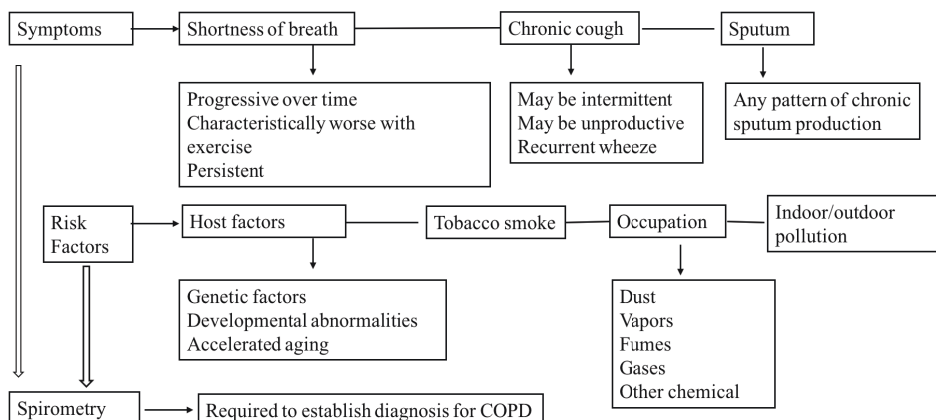 Symptoms
Shortness of breath
Chronic cough
Sputum
Progressive over time
Characteristically worse with
exercise
Persistent
May be intermittent
May be unproductive
Recurrent wheeze
Any pattern of chronic
sputum production
Risk
Factors
Host factors
Tobacco smoke
Occupation
Indoor/outdoor
pollution
Genetic factors
Developmental abnormalities
Accelerated aging
Dust
Vapors
Fumes
Gases
Other chemical
Spirometry
Required to establish diagnosis for COPD